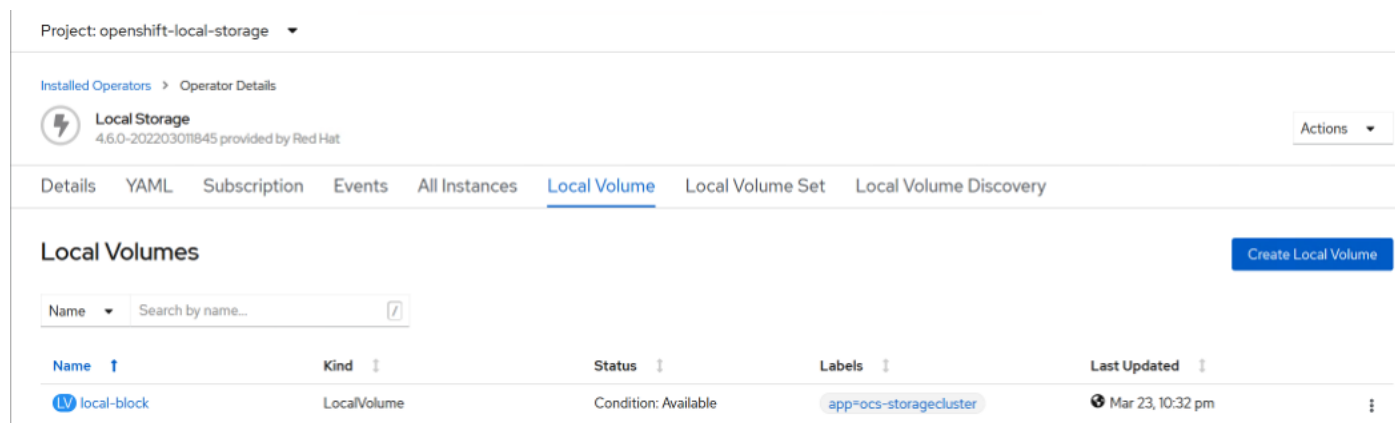 Project: openshift-local-storage
Installed Operators > Operator Details
Local Storage
4.6.0-202203011845 provided by Red Hat
Actions
Details YAML Subscription Events All Instances Local Volume Local Volume Set Local Volume Discovery
Local Volumes
Create Local Volume
Name Search by name... /
Name Kind Status Labels Last Updated
LV local-block LocalVolume Condition: Available app=ocs-storagecluster Mar 23, 10:32 pm